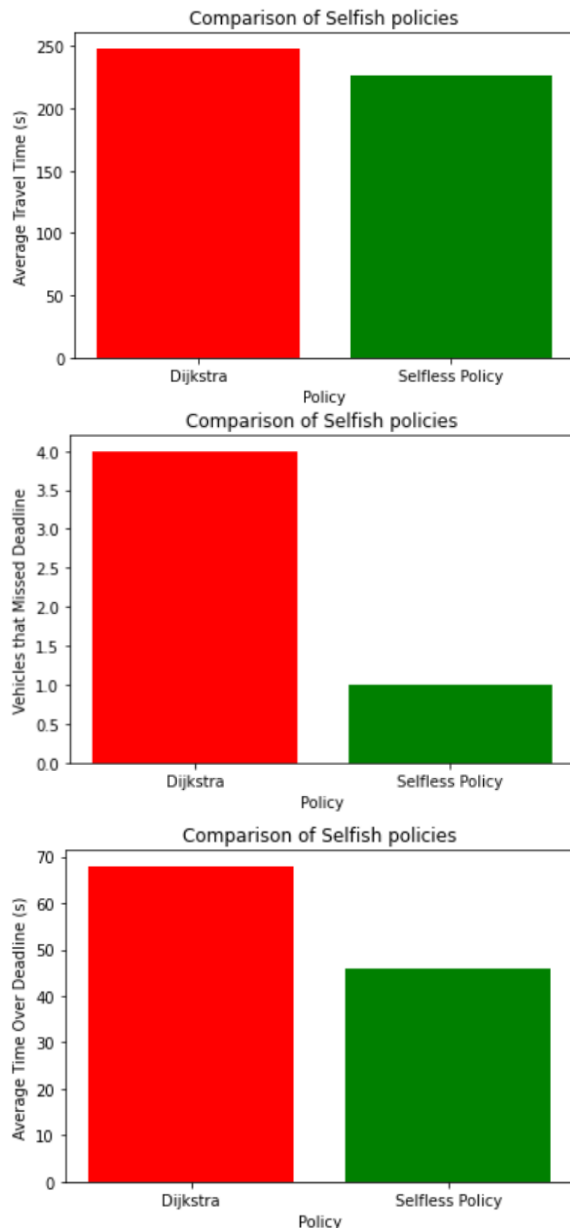 Comparison of Selfish policies
250
200
150
100
50
0
Average Travel Time (s)
Dijkstra Selfless Policy
Policy
Comparison of Selfish policies
4.0
3.5
3.0
2.5
2.0
1.5
1.0
0.5
0.0
Vehicles that Missed Deadline
Dijkstra Selfless Policy
Policy
Comparison of Selfish policies
70
60
50
40
30
20
10
0
Average Time Over Deadline (s)
Dijkstra Selfless Policy
Policy